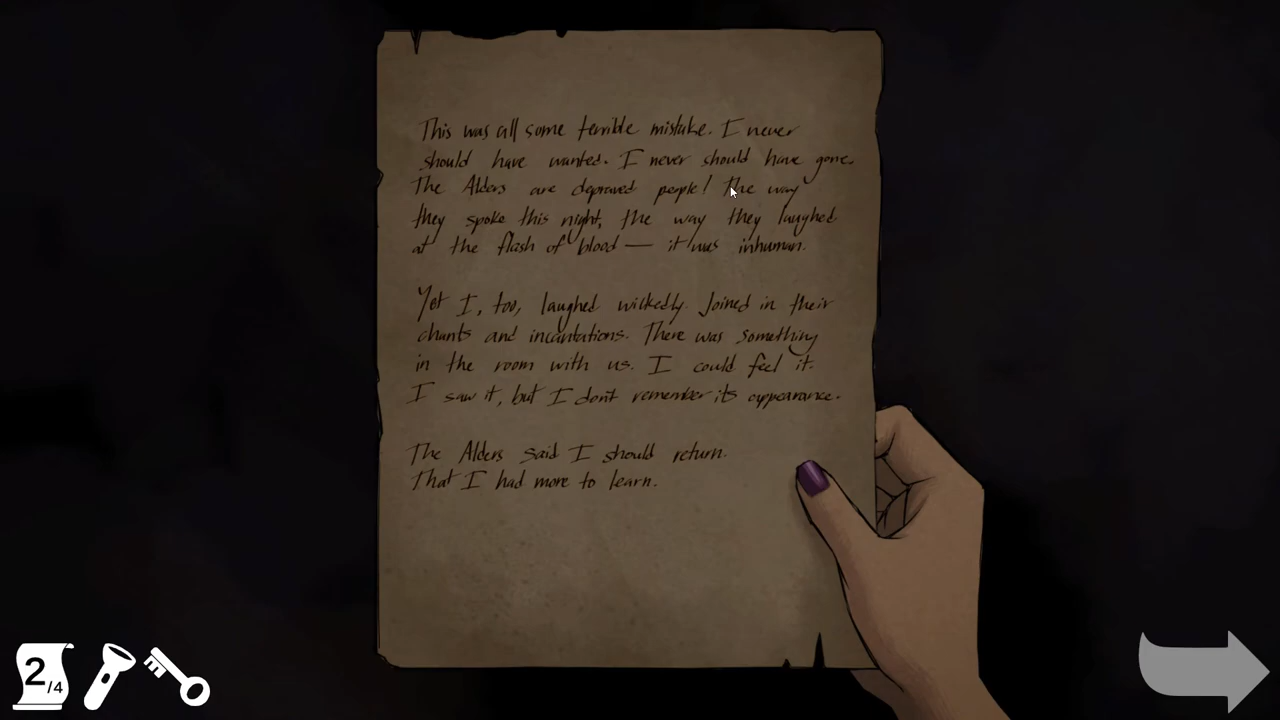 This was all some terrible mistake. I never
should have wanted. I never should have gone.
The Alders are depraved people! The way
they spoke this night, the way they laughed
at the flash of blood — it was inhuman.
Yet I, too, laughed wickedly. Joined in their
chants and incantations. There was something
in the room with us. I could feel it.
I saw it, but I don't remember its appearance.
The Alders said I should return.
That I had more to learn.
2/4